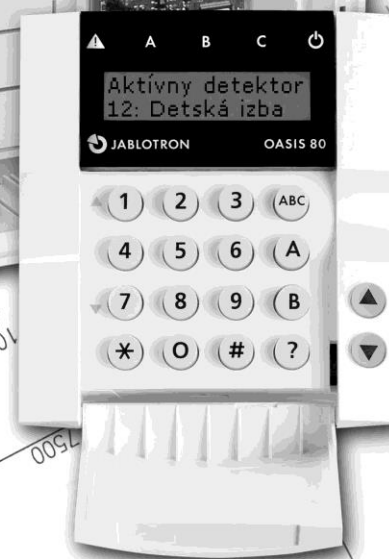 A B C
Aktívny detektor
12: Detská izba
JABLOTRON OASIS 80
1 2 3 ABC
4 5 6 A
7 8 9 B
* 0 # ?
7500